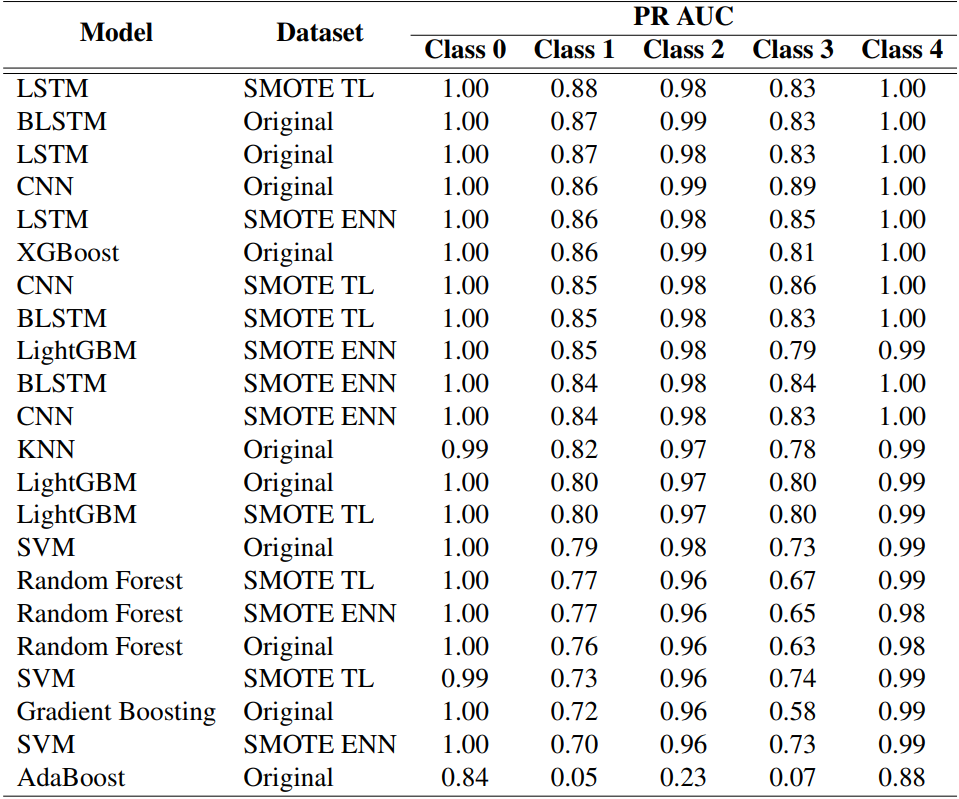 Model Dataset PR AUC
Class 0 Class 1 Class 2 Class 3 Class 4
LSTM SMOTE TL 1.00 0.88 0.98 0.83 1.00
BLSTM Original 1.00 0.87 0.99 0.83 1.00
LSTM Original 1.00 0.87 0.98 0.83 1.00
CNN Original 1.00 0.86 0.99 0.89 1.00
LSTM SMOTE ENN 1.00 0.86 0.98 0.85 1.00
XGBoost Original 1.00 0.86 0.99 0.81 1.00
CNN SMOTE TL 1.00 0.85 0.98 0.86 1.00
BLSTM SMOTE TL 1.00 0.85 0.98 0.83 1.00
LightGBM SMOTE ENN 1.00 0.85 0.98 0.79 0.99
BLSTM SMOTE ENN 1.00 0.84 0.98 0.84 1.00
CNN SMOTE ENN 1.00 0.84 0.98 0.83 1.00
KNN Original 0.99 0.82 0.97 0.78 0.99
LightGBM Original 1.00 0.80 0.97 0.80 0.99
LightGBM SMOTE TL 1.00 0.80 0.97 0.80 0.99
SVM Original 1.00 0.79 0.98 0.73 0.99
Random Forest SMOTE TL 1.00 0.77 0.96 0.67 0.99
Random Forest SMOTE ENN 1.00 0.77 0.96 0.65 0.98
Random Forest Original 1.00 0.76 0.96 0.63 0.98
SVM SMOTE TL 0.99 0.73 0.96 0.74 0.99
Gradient Boosting Original 1.00 0.72 0.96 0.58 0.99
SVM SMOTE ENN 1.00 0.70 0.96 0.73 0.99
AdaBoost Original 0.84 0.05 0.23 0.07 0.88